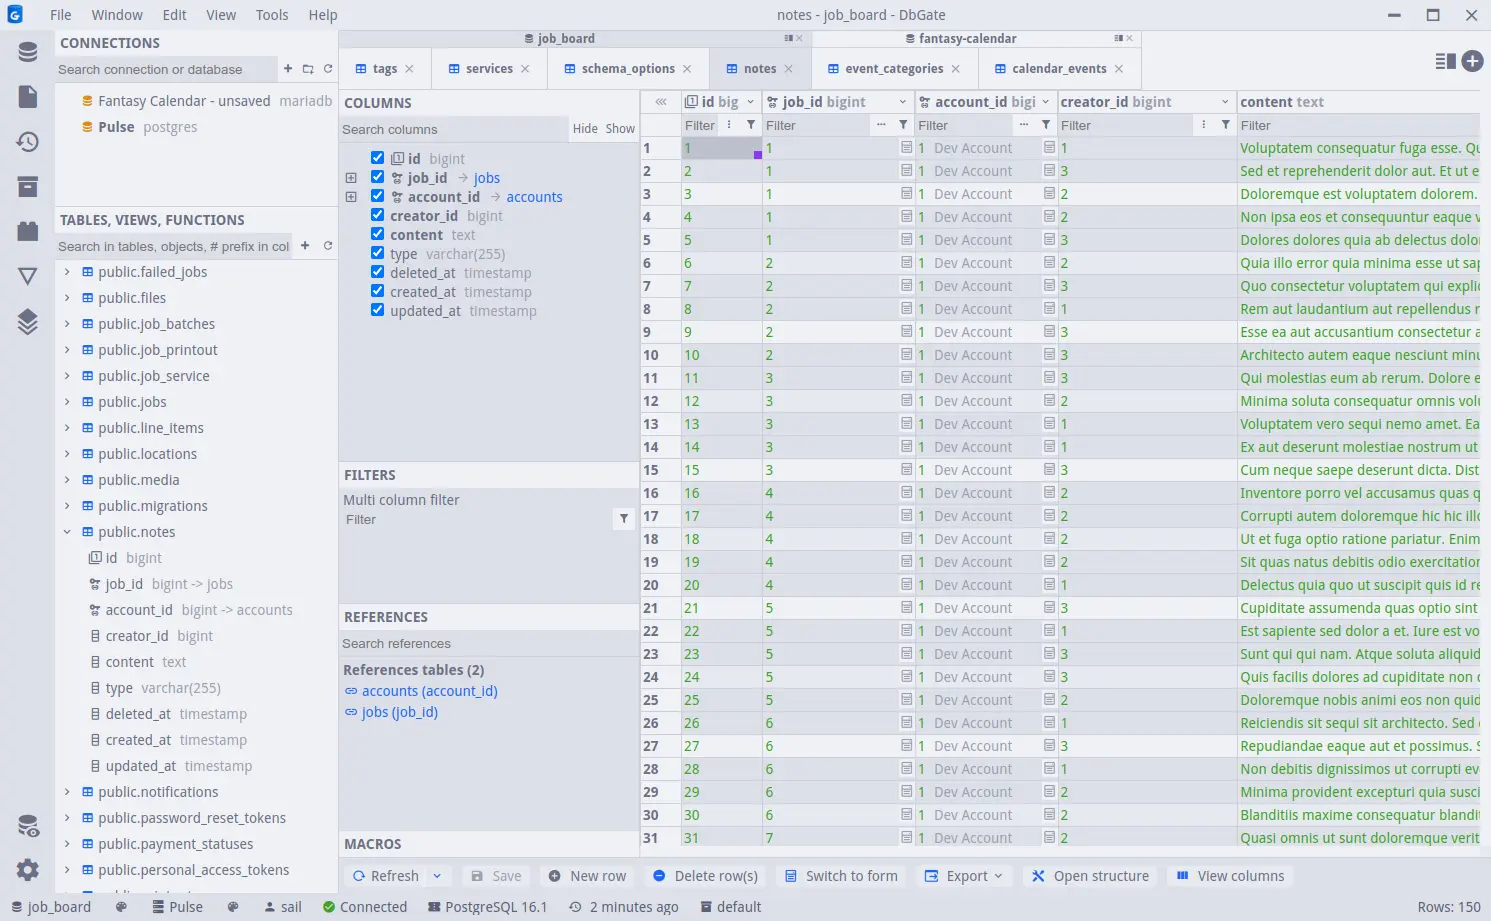 File Window Edit View Tools Help
notes - job_board - DbGate
CONNECTIONS
Search connection or database
Fantasy Calendar - unsaved mariadb
Pulse postgres
TABLES, VIEWS, FUNCTIONS
Search in tables, objects, # prefix in col
public.failed_jobs
public.files
public.job_batches
public.job_printout
public.job_service
public.jobs
public.line_items
public.locations
public.media
public.migrations
public.notes
id bigint
job_id bigint -> jobs
account_id bigint -> accounts
creator_id bigint
content text
type varchar(255)
deleted_at timestamp
created_at timestamp
updated_at timestamp
public.notifications
public.password_reset_tokens
public.payment_statuses
public.personal_access_tokens
job_board
fantasy-calendar
tags
services
schema_options
notes
event_categories
calendar_events
COLUMNS
Search columns
Hide Show
id bigint
job_id jobs
account_id accounts
creator_id bigint
content text
type varchar(255)
deleted_at timestamp
created_at timestamp
updated_at timestamp
FILTERS
Multi column filter
Filter
REFERENCES
Search references
References tables (2)
accounts (account_id)
jobs (job_id)
MACROS
id big job_id bigint account_id bigi creator_id bigint content text
Filter Filter Filter Filter Filter
1 1 1 1 Dev Account 1 Voluptatem consequatur fuga esse. Qu
2 2 1 1 Dev Account 3 Sed et reprehenderit dolor aut. Et ut e
3 3 1 1 Dev Account 2 Doloremque est voluptatem dolorem.
4 4 1 1 Dev Account 2 Non ipsa eos et consequuntur eaque v
5 5 1 1 Dev Account 3 Dolores dolores quia ab delectus dolo
6 6 2 1 Dev Account 2 Quia illo error quia minima esse ut sap
7 7 2 1 Dev Account 3 Quo consectetur voluptatem qui explic
8 8 2 1 Dev Account 1 Rem aut laudantium aut repellendus r
9 9 2 1 Dev Account 3 Esse ea aut accusantium consectetur a
10 10 2 1 Dev Account 3 Architecto autem eaque nesciunt minu
11 11 3 1 Dev Account 3 Qui molestias eum ab rerum. Dolore e
12 12 3 1 Dev Account 2 Minima soluta consequatur omnis volu
13 13 3 1 Dev Account 1 Voluptatem vero sequi nemo amet. Ea
14 14 3 1 Dev Account 1 Ex aut deserunt molestiae nostrum ut
15 15 3 1 Dev Account 3 Cum neque saepe deserunt dicta. Dist
16 16 4 1 Dev Account 2 Inventore porro vel accusamus quas q
17 17 4 1 Dev Account 2 Corrupti autem doloremque hic hic illo
18 18 4 1 Dev Account 2 Ut et fuga optio ratione pariatur. Enim
19 19 4 1 Dev Account 2 Sit quas natus debitis odio exercitation
20 20 4 1 Dev Account 1 Delectus quia quo ut suscipit quis id re
21 21 5 1 Dev Account 3 Cupiditate assumenda quas optio sint
22 22 5 1 Dev Account 1 Est sapiente sed dolor a et. Iure est vo
23 23 5 1 Dev Account 3 Sunt qui qui nam. Atque soluta aliquid
24 24 5 1 Dev Account 3 Quis facilis dolores ad cupiditate non c
25 25 5 1 Dev Account 2 Doloremque nobis animi eos non quid
26 26 6 1 Dev Account 1 Reiciendis sit sequi sit architecto. Sed
27 27 6 1 Dev Account 3 Repudiandae eaque aut et possimus. S
28 28 6 1 Dev Account 1 Non debitis dignissimos ut corrupti ev
29 29 6 1 Dev Account 2 Minima provident excepturi quia susci
30 30 6 1 Dev Account 2 Blanditiis maxime consequatur blandit
31 31 7 1 Dev Account 2 Quasi omnis ut sunt doloremque verit
Refresh Save New row Delete row(s) Switch to form Export Open structure View columns
job_board Pulse sail Connected PostgreSQL 16.1 2 minutes ago default Rows: 150